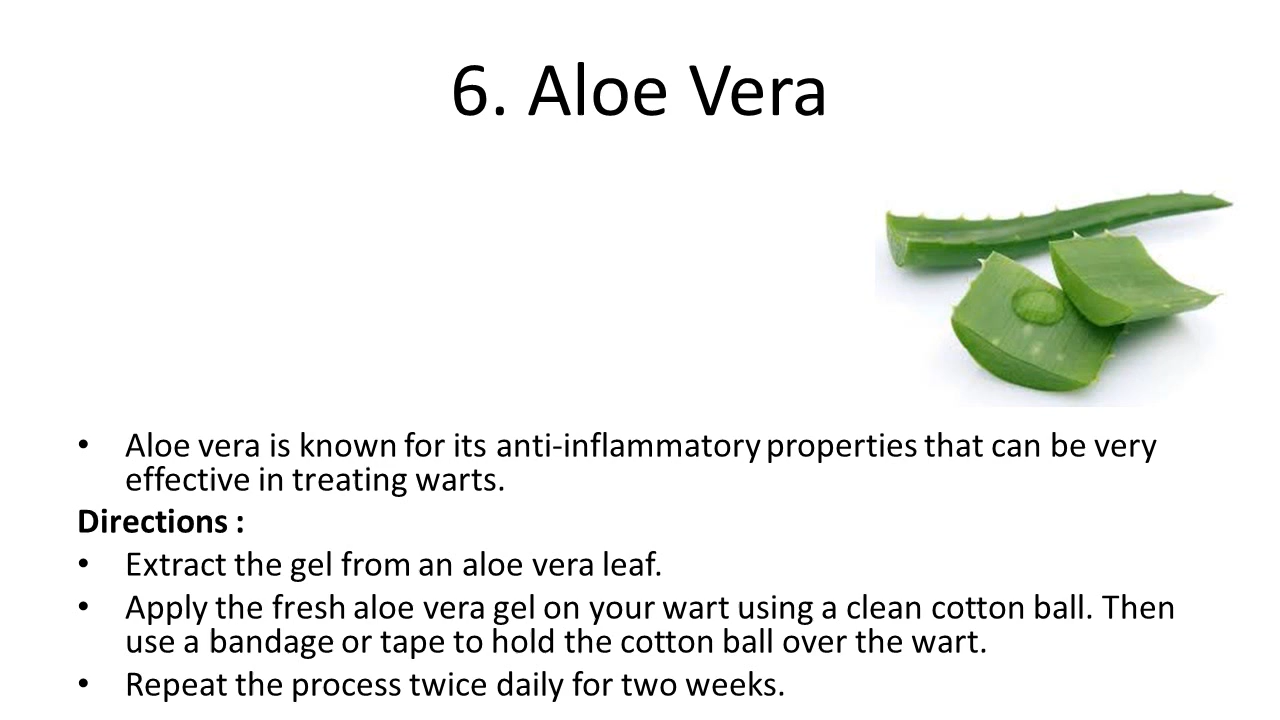 6. Aloe Vera
• Aloe vera is known for its anti-inflammatory properties that can be very
effective in treating warts.
Directions :
• Extract the gel from an aloe vera leaf.
• Apply the fresh aloe vera gel on your wart using a clean cotton ball. Then
use a bandage or tape to hold the cotton ball over the wart.
• Repeat the process twice daily for two weeks.